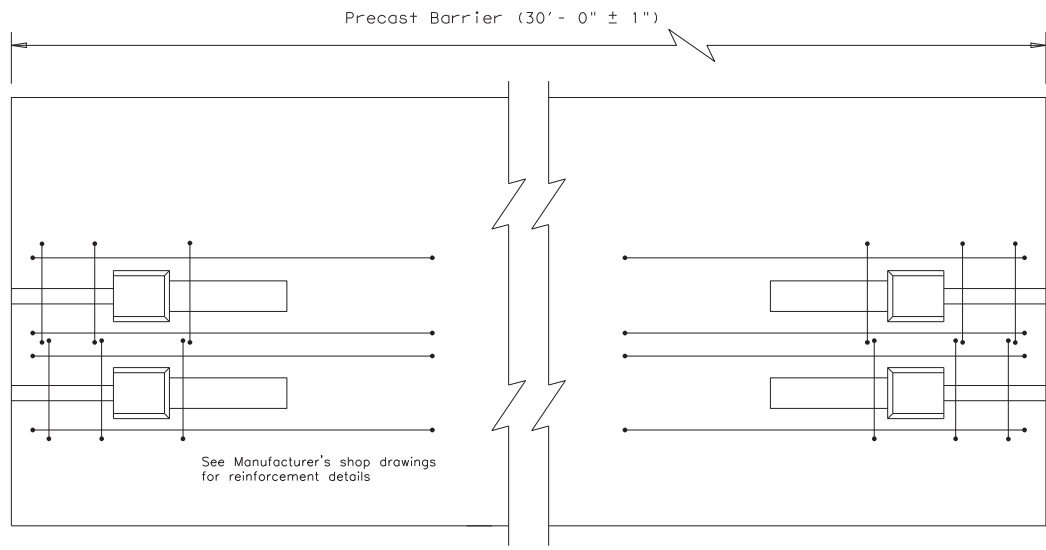 Precast Barrier (30'- 0" ± 1")
See Manufacturer's shop drawings
for reinforcement details